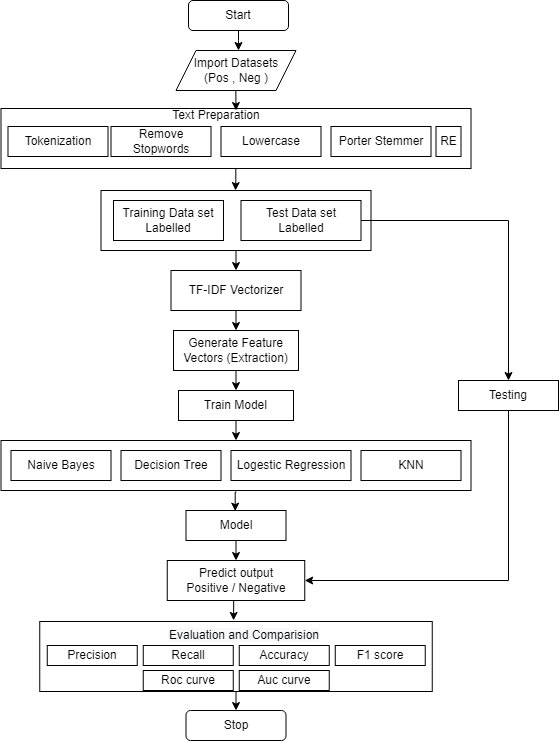 Start
Import Datasets
(Pos , Neg )
Text Preparation
Tokenization
Remove
Stopwords
Lowercase
Porter Stemmer
RE
Training Data set
Labelled
Test Data set
Labelled
TF-IDF Vectorizer
Generate Feature
Vectors (Extraction)
Train Model
Testing
Naive Bayes
Decision Tree
Logestic Regression
KNN
Model
Predict output
Positive / Negative
Evaluation and Comparision
Precision
Recall
Accuracy
F1 score
Roc curve
Auc curve
Stop